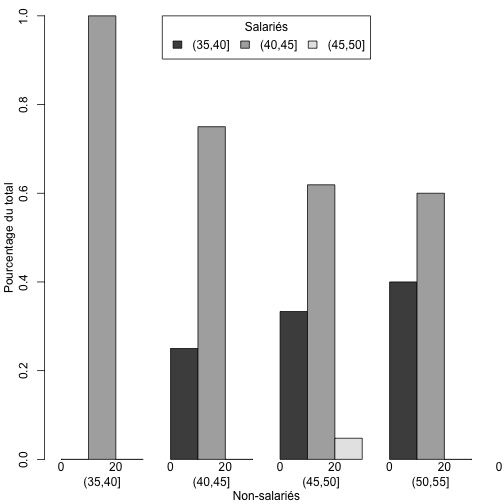 Salariés
(35,40] (40,45] (45,50]
1.0
0.8
0.6
0.4
0.2
0.0
Pourcentage du total
0 20 0 20 0 20 0 20 0
(35,40] (40,45] (45,50] (50,55]
Non-salariés